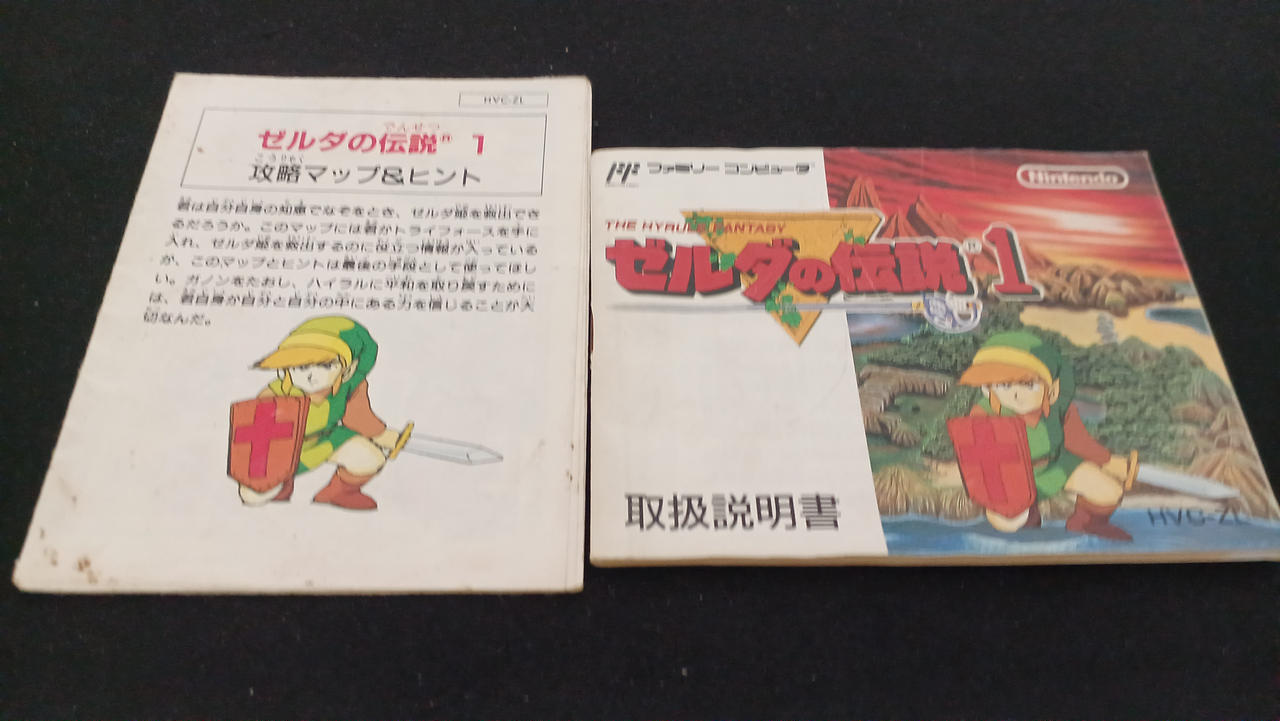 HVC-ZL
でんせつ
ゼルダの伝説® 1
こうりゃく
攻略マップ&ヒント
君は自分自身の知恵でなぞをとき、ゼルダ姫を救出でき
るだろうか。このマップには君がトライフォースを手に
入れ、ゼルダ姫を救出するのに役立つ情報が入っている
が、このマップとヒントは最後の手段として使ってほし
い。ガノンをたおし、ハイラルに平和を取り戻すために
は、君自身が自分と自分の中にある力を信じることが大
切なんだ。
ファミリー コンピュータ
Nintendo
THE HYRULE FANTASY
ゼルダの伝説® 1
取扱説明書
HVC-ZL